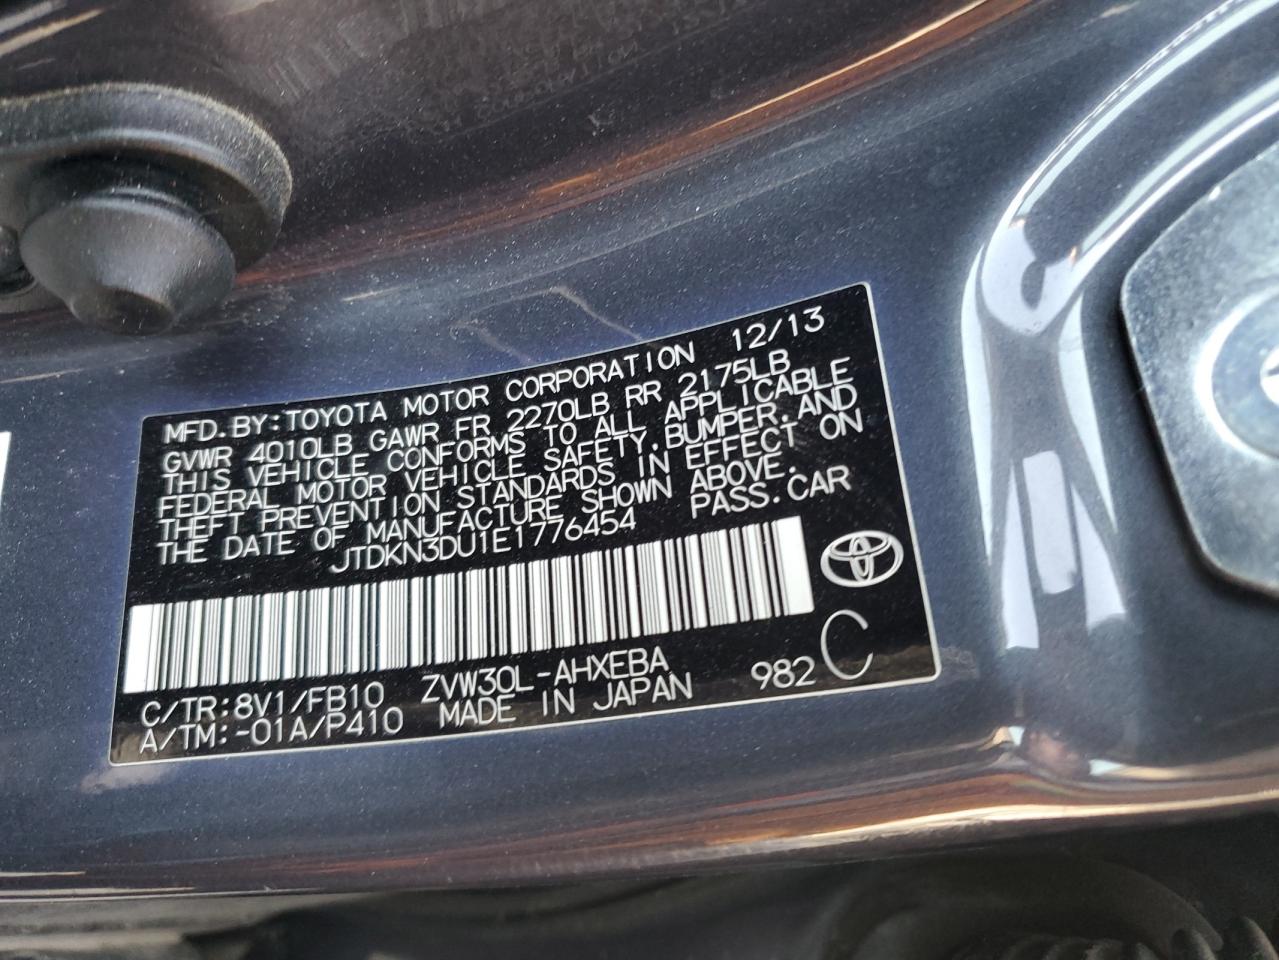 MFD.BY:TOYOTA MOTOR CORPORATION 12/13
GVWR 4010LB GAWR FR 2270LB RR 2175LB
THIS VEHICLE CONFORMS TO ALL APPLICABLE
FEDERAL MOTOR VEHICLE SAFETY,BUMPER,AND
THEFT PREVENTION STANDARDS IN EFFECT ON
THE DATE OF MANUFACTURE SHOWN ABOVE.
JTDKN3DU1E1776454 PASS.CAR
C/TR:8V1/FB10 ZVW30L-AHXEBA
A/TM:-01A/P410 MADE IN JAPAN 982 C